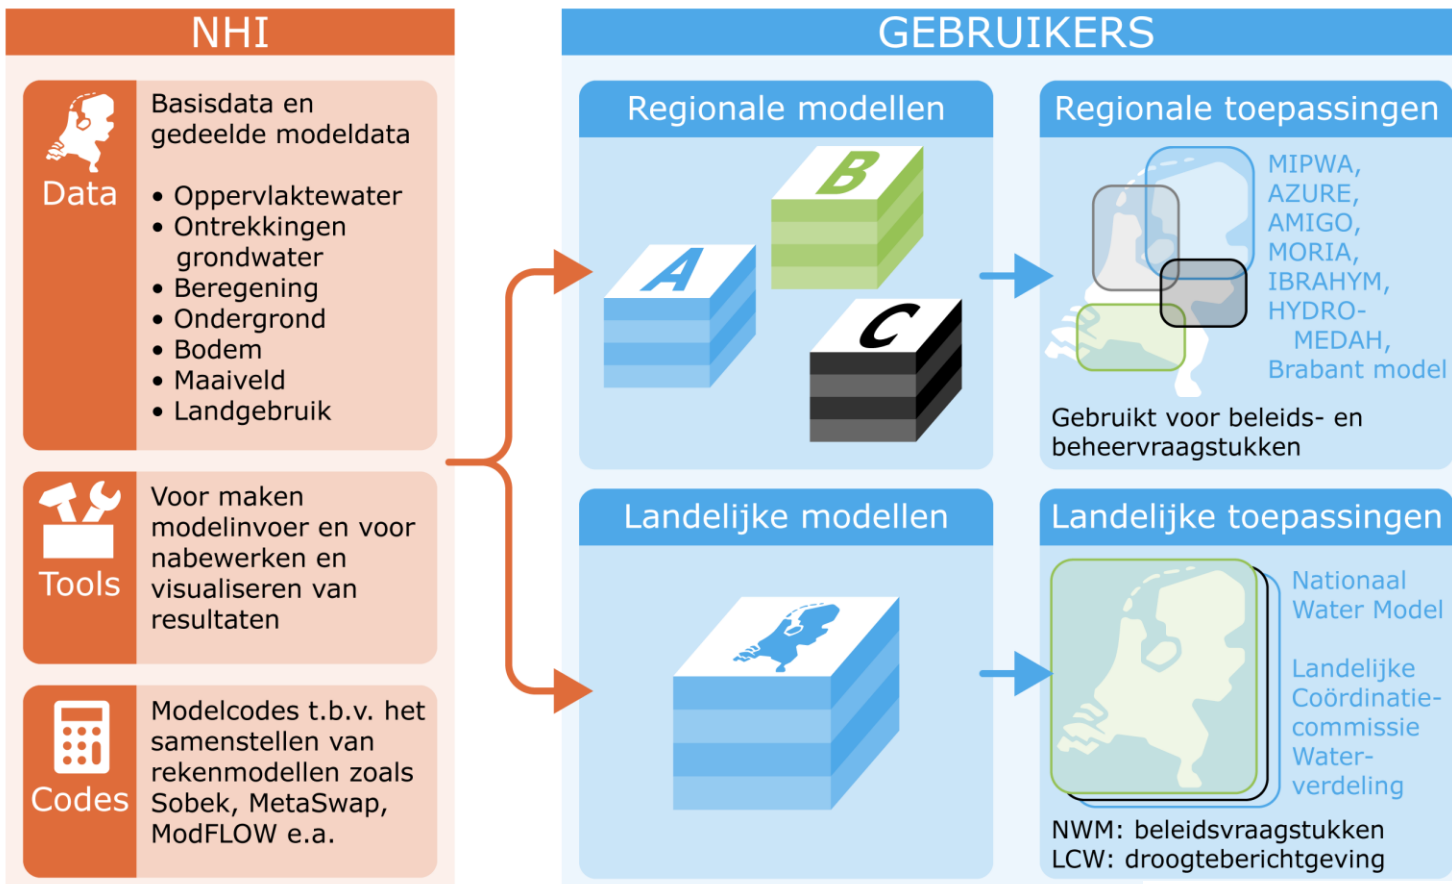 NHI
Data
Basisdata en
gedeelde modeldata
• Oppervlaktewater
• Ontrekkingen
grondwater
• Beregening
• Ondergrond
• Bodem
• Maaiveld
• Landgebruik
Tools
Voor maken
modelinvoer en voor
nabewerken en
visualiseren van
resultaten
Codes
Modelcodes t.b.v. het
samenstellen van
rekenmodellen zoals
Sobek, MetaSwap,
ModFLOW e.a.
GEBRUIKERS
Regionale modellen
A
B
C
Regionale toepassingen
MIPWA,
AZURE,
AMIGO,
MORIA,
IBRAHYM,
HYDRO-
MEDAH,
Brabant model
Gebruikt voor beleids- en
beheervraagstukken
Landelijke modellen
Landelijke toepassingen
Nationaal
Water Model
Landelijke
Coördinatie-
commissie
Water-
verdeling
NWM: beleidsvraagstukken
LCW: droogteberichtgeving